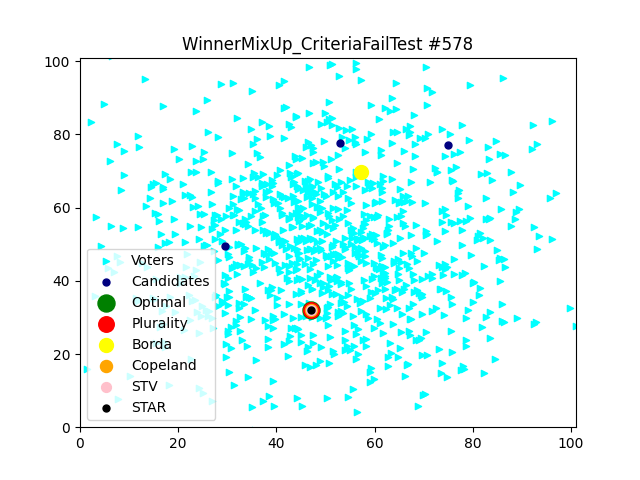 WinnerMixUp_CriteriaFailTest #578
100
80
60
40
20
0
Voters
Candidates
Optimal
Plurality
Borda
Copeland
STV
STAR
0 20 40 60 80 100